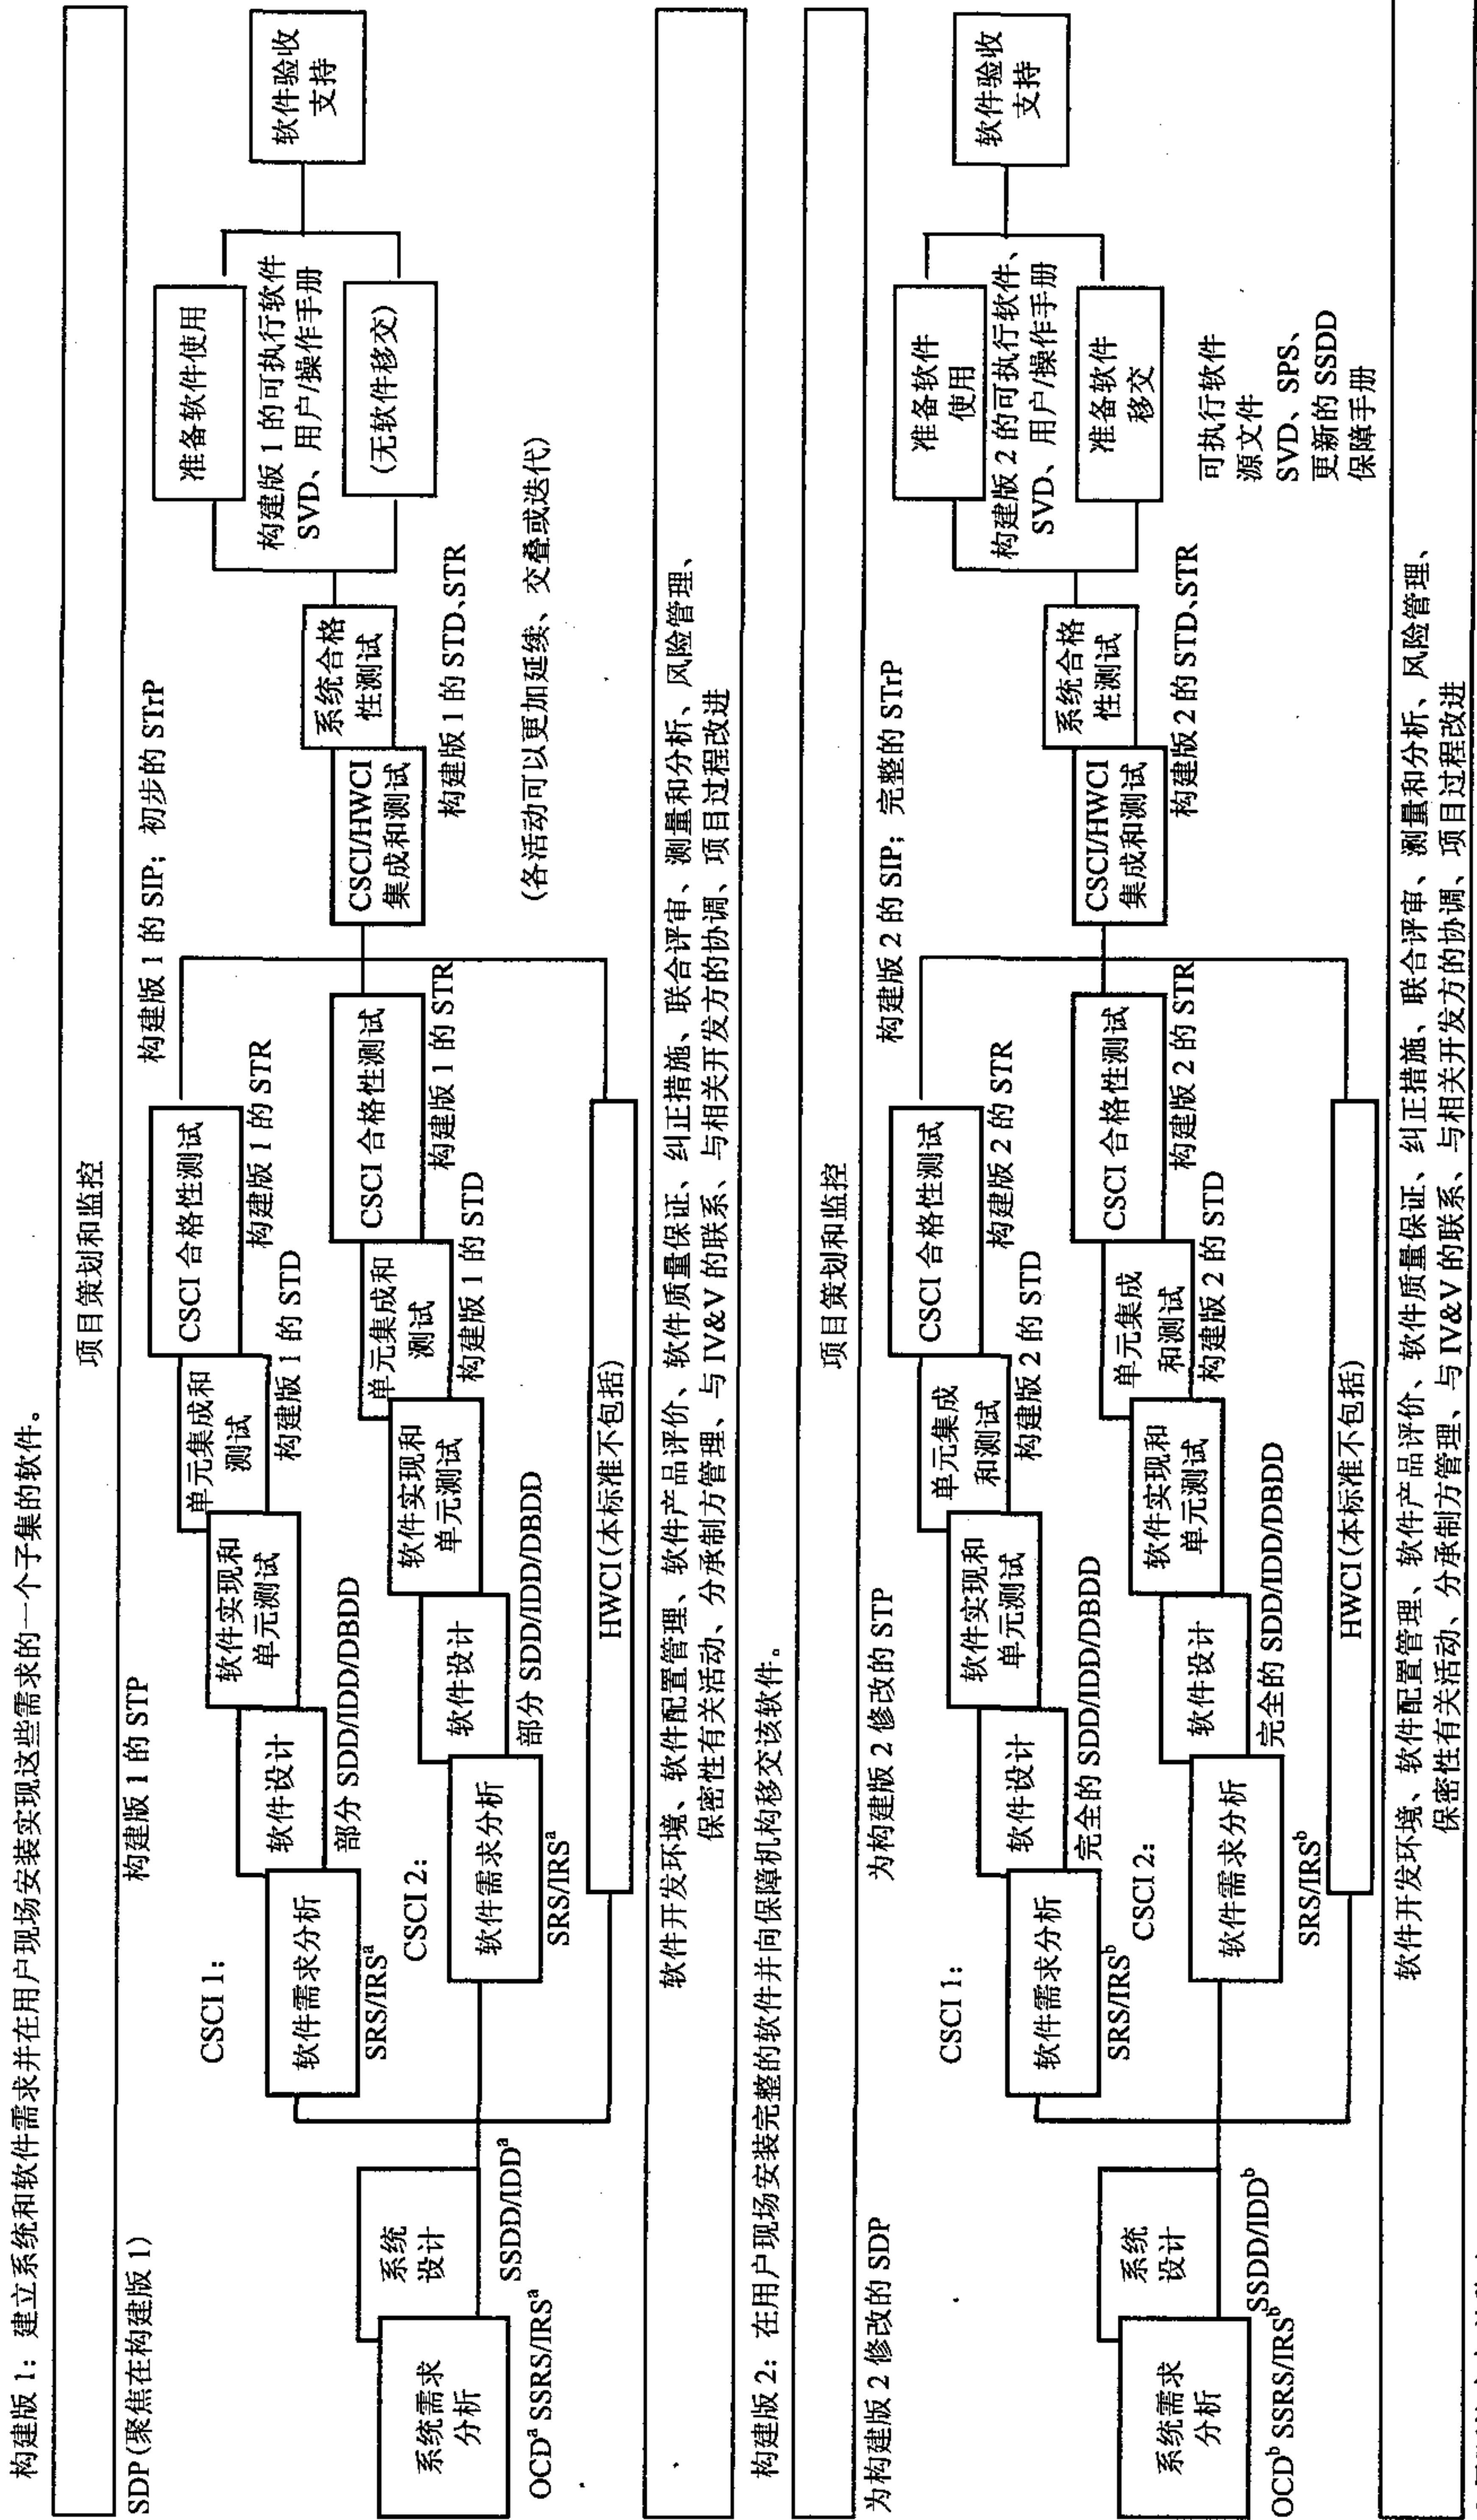 构建版 1：建立系统和软件需求并在用户现场安装实现这些需求的一个子集的软件。
项目策划和监控
SDP(聚焦在构建版 1)
构建版 1 的 STP
构建版 1 的 SIP；初步的 STrP
CSCI 1：
软件需求分析
SRS/IRSᵃ
软件设计
部分 SDD/IDD/DBDD
软件实现和
单元测试
单元集成和
测试
构建版 1 的 STD
CSCI 合格性测试
构建版 1 的 STR
系统需求
分析
OCDᵃ SSRS/IRSᵃ
系统
设计
SSDD/IDDᵃ
CSCI 2：
软件需求分析
SRS/IRSᵃ
软件设计
部分 SDD/IDD/DBDD
软件实现和
单元测试
单元集成和
测试
构建版 1 的 STD
CSCI 合格性测试
构建版 1 的 STR
HWCI(本标准不包括)
CSCI/HWCI
集成和测试
系统合格
性测试
构建版 1 的 STD、STR
准备软件使用
构建版 1 的可执行软件
SVD、用户/操作手册
(无软件移交)
软件验收
支持
(各活动可以更加延续、交叠或迭代)
软件开发环境、软件配置管理、软件产品评价、软件质量保证、纠正措施、联合评审、测量和分析、风险管理、
保密性有关活动、分承制方管理、与 IV&V 的联系、与相关开发方的协调、项目过程改进
构建版 2：在用户现场安装完整的软件并向保障机构移交该软件。
项目策划和监控
为构建版 2 修改的 SDP
为构建版 2 修改的 STP
构建版 2 的 SIP；完整的 STrP
CSCI 1：
软件需求分析
SRS/IRSᵇ
软件设计
完全的 SDD/IDD/DBDD
软件实现和
单元测试
单元集成
和测试
构建版 2 的 STD
CSCI 合格性测试
构建版 2 的 STR
系统需求
分析
OCDᵇ SSRS/IRSᵇ
系统
设计
SSDD/IDDᵇ
CSCI 2：
软件需求分析
SRS/IRSᵇ
软件设计
完全的 SDD/IDD/DBDD
软件实现和
单元测试
单元集成
和测试
构建版 2 的 STD
CSCI 合格性测试
构建版 2 的 STR
HWCI(本标准不包括)
CSCI/HWCI
集成和测试
系统合格
性测试
构建版 2 的 STD、STR
准备软件
使用
构建版 2 的可执行软件、
SVD、用户/操作手册
准备软件
移交
可执行软件
源文件
SVD、SPS、
更新的 SSDD
保障手册
软件验收
支持
软件开发环境、软件配置管理、软件产品评价、软件质量保证、纠正措施、联合评审、测量和分析、风险管理、
保密性有关活动、分承制方管理、与 IV&V 的联系、与相关开发方的协调、项目过程改进